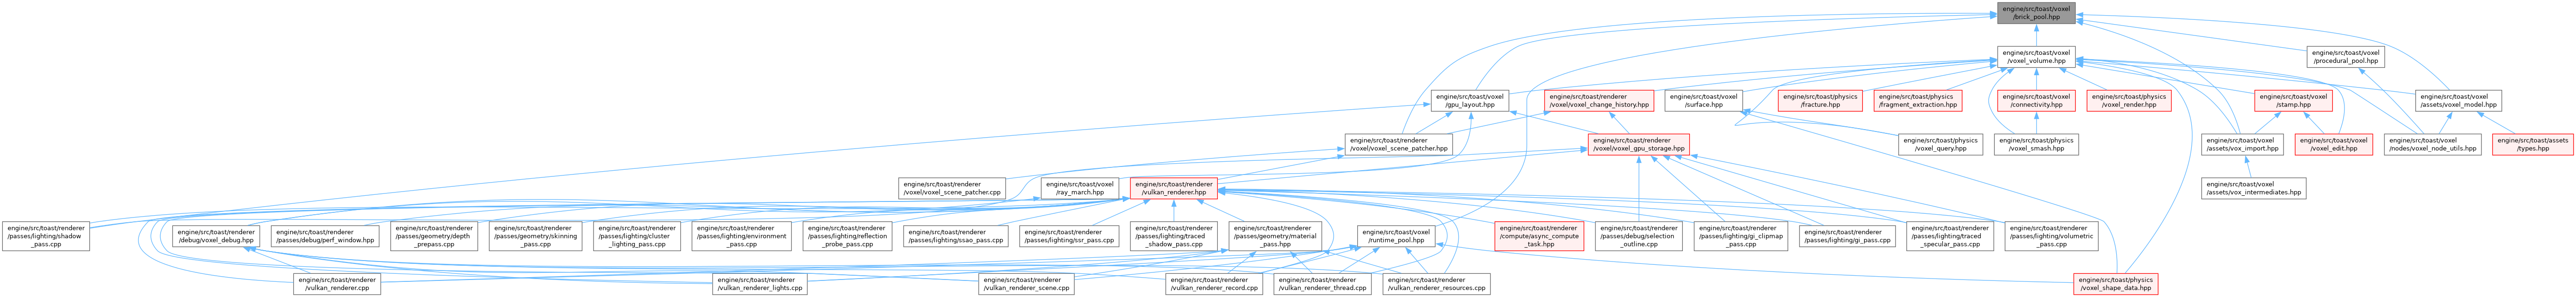 engine/src/toast/voxel
/brick_pool.hpp
engine/src/toast/voxel
/voxel_volume.hpp
engine/src/toast/voxel
/procedural_pool.hpp
engine/src/toast/voxel
/gpu_layout.hpp
engine/src/toast/renderer
/voxel/voxel_change_history.hpp
engine/src/toast/voxel
/surface.hpp
engine/src/toast/physics
/fracture.hpp
engine/src/toast/physics
/fragment_extraction.hpp
engine/src/toast/voxel
/connectivity.hpp
engine/src/toast/physics
/voxel_render.hpp
engine/src/toast/voxel
/stamp.hpp
engine/src/toast/voxel
/assets/voxel_model.hpp
engine/src/toast/renderer
/voxel/voxel_scene_patcher.hpp
engine/src/toast/renderer
/voxel/voxel_gpu_storage.hpp
engine/src/toast/physics
/voxel_query.hpp
engine/src/toast/physics
/voxel_smash.hpp
engine/src/toast/voxel
/assets/vox_import.hpp
engine/src/toast/voxel
/voxel_edit.hpp
engine/src/toast/voxel
/nodes/voxel_node_utils.hpp
engine/src/toast/assets
/types.hpp
engine/src/toast/renderer
/voxel/voxel_scene_patcher.cpp
engine/src/toast/voxel
/ray_march.hpp
engine/src/toast/renderer
/vulkan_renderer.hpp
engine/src/toast/voxel
/assets/vox_intermediates.hpp
engine/src/toast/renderer
/passes/lighting/shadow
_pass.cpp
engine/src/toast/renderer
/debug/voxel_debug.hpp
engine/src/toast/renderer
/passes/debug/perf_window.hpp
engine/src/toast/renderer
/passes/geometry/depth
_prepass.cpp
engine/src/toast/renderer
/passes/geometry/skinning
_pass.cpp
engine/src/toast/renderer
/passes/lighting/cluster
_lighting_pass.cpp
engine/src/toast/renderer
/passes/lighting/environment
_pass.cpp
engine/src/toast/renderer
/passes/lighting/reflection
_probe_pass.cpp
engine/src/toast/renderer
/passes/lighting/ssao_pass.cpp
engine/src/toast/renderer
/passes/lighting/ssr_pass.cpp
engine/src/toast/renderer
/passes/lighting/traced
_shadow_pass.cpp
engine/src/toast/renderer
/passes/geometry/material
_pass.hpp
engine/src/toast/voxel
/runtime_pool.hpp
engine/src/toast/renderer
/compute/async_compute
_task.hpp
engine/src/toast/renderer
/passes/debug/selection
_outline.cpp
engine/src/toast/renderer
/passes/lighting/gi_clipmap
_pass.cpp
engine/src/toast/renderer
/passes/lighting/gi_pass.cpp
engine/src/toast/renderer
/passes/lighting/traced
_specular_pass.cpp
engine/src/toast/renderer
/passes/lighting/volumetric
_pass.cpp
engine/src/toast/renderer
/vulkan_renderer.cpp
engine/src/toast/renderer
/vulkan_renderer_lights.cpp
engine/src/toast/renderer
/vulkan_renderer_scene.cpp
engine/src/toast/renderer
/vulkan_renderer_record.cpp
engine/src/toast/renderer
/vulkan_renderer_thread.cpp
engine/src/toast/renderer
/vulkan_renderer_resources.cpp
engine/src/toast/physics
/voxel_shape_data.hpp